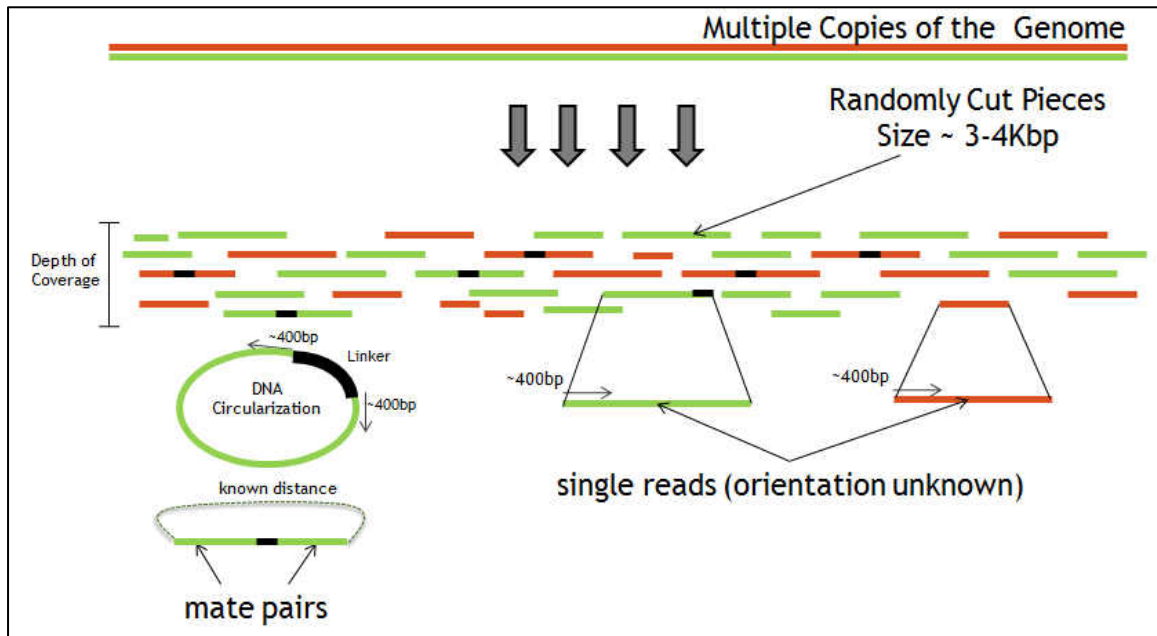 Multiple Copies of the Genome
Randomly Cut Pieces
Size ~ 3-4Kbp
Depth of
Coverage
~400bp
Linker
DNA
Circularization
~400bp
~400bp
~400bp
single reads (orientation unknown)
known distance
mate pairs